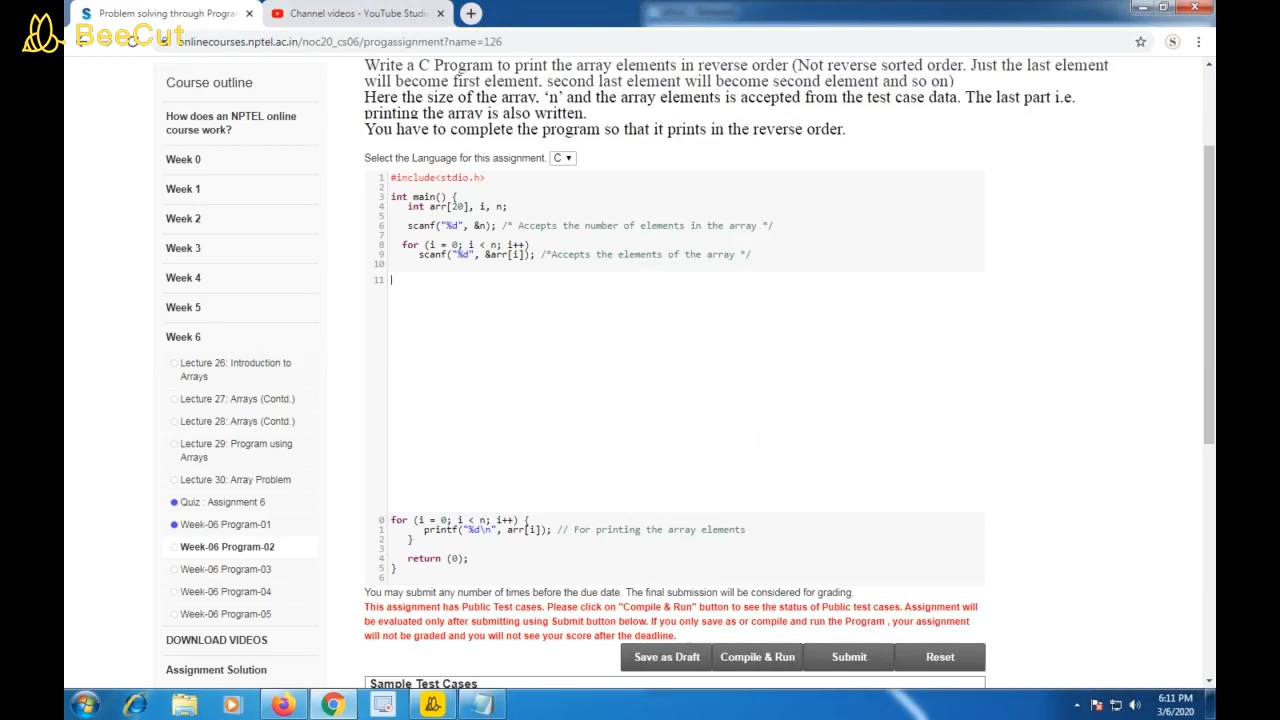 Problem solving through Progran
Channel videos - YouTube Studi
BeeCut
onlinecourses.nptel.ac.in/noc20_cs06/progassignment?name=126
S
Course outline
How does an NPTEL online
course work?
Week 0
Week 1
Week 2
Week 3
Week 4
Week 5
Week 6
Lecture 26: Introduction to
Arrays
Lecture 27: Arrays (Contd.)
Lecture 28: Arrays (Contd.)
Lecture 29: Program using
Arrays
Lecture 30: Array Problem
Quiz : Assignment 6
Week-06 Program-01
Week-06 Program-02
Week-06 Program-03
Week-06 Program-04
Week-06 Program-05
DOWNLOAD VIDEOS
Assignment Solution
Write a C Program to print the array elements in reverse order (Not reverse sorted order. Just the last element
will become first element, second last element will become second element and so on)
Here the size of the array, ‘n’ and the array elements is accepted from the test case data. The last part i.e.
printing the array is also written.
You have to complete the program so that it prints in the reverse order.
Select the Language for this assignment. C
1 #include<stdio.h>
2
3 int main() {
4 int arr[20], i, n;
5
6 scanf("%d", &n); /* Accepts the number of elements in the array */
7
8 for (i = 0; i < n; i++)
9 scanf("%d", &arr[i]); /*Accepts the elements of the array */
10
11
0 for (i = 0; i < n; i++) {
1 printf("%d\n", arr[i]); // For printing the array elements
2 }
3
4 return (0);
5 }
6
You may submit any number of times before the due date. The final submission will be considered for grading.
This assignment has Public Test cases. Please click on "Compile & Run" button to see the status of Public test cases. Assignment will
be evaluated only after submitting using Submit button below. If you only save as or compile and run the Program , your assignment
will not be graded and you will not see your score after the deadline.
Save as Draft Compile & Run Submit Reset
Sample Test Cases
6:11 PM
3/6/2020